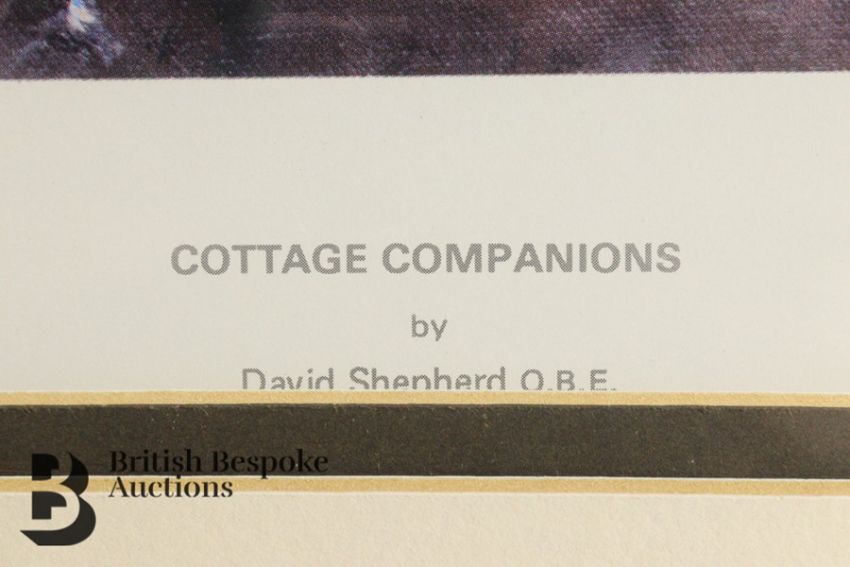 COTTAGE COMPANIONS
by
David Shepherd O.B.E.
British Bespoke
Auctions